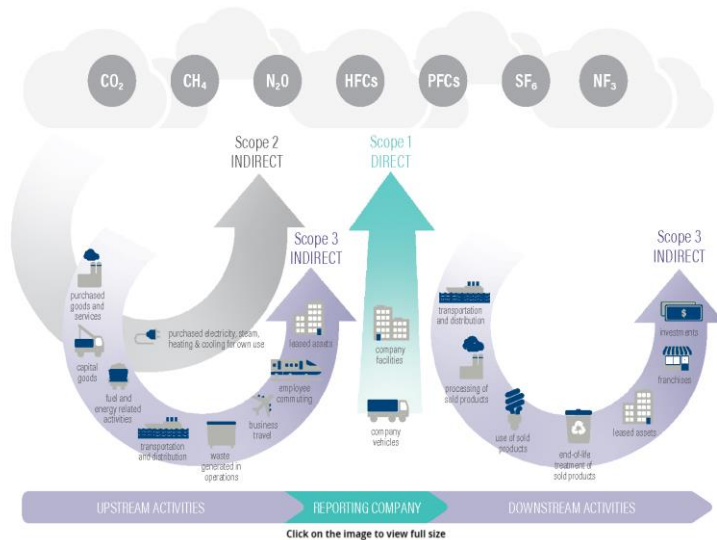 CO₂
CH₄
N₂0
HFCs
PFCs
SF₆
NF₃
Scope 2
INDIRECT
Scope 1
DIRECT
Scope 3
INDIRECT
Scope 3
INDIRECT
purchased
goods and
services
capital
goods
fuel and
energy related
activities
purchased electricity, steam,
heating & cooling for own use
transportation
and distribution
waste
generated in
operations
business
travel
employee
commuting
leased assets
company
facilities
company
vehicles
transportation
and distribution
processing of
sold products
use of sold
products
end-of-life
treatment of
sold products
leased assets
franchises
$
investments
UPSTREAM ACTIVITIES
REPORTING COMPANY
DOWNSTREAM ACTIVITIES
Click on the image to view full size